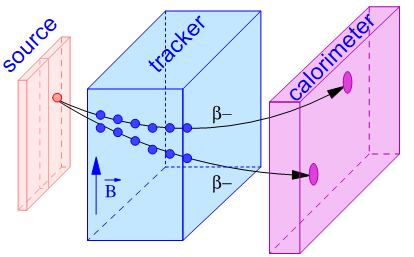 source
tracker
calorimeter
β−
β−
B